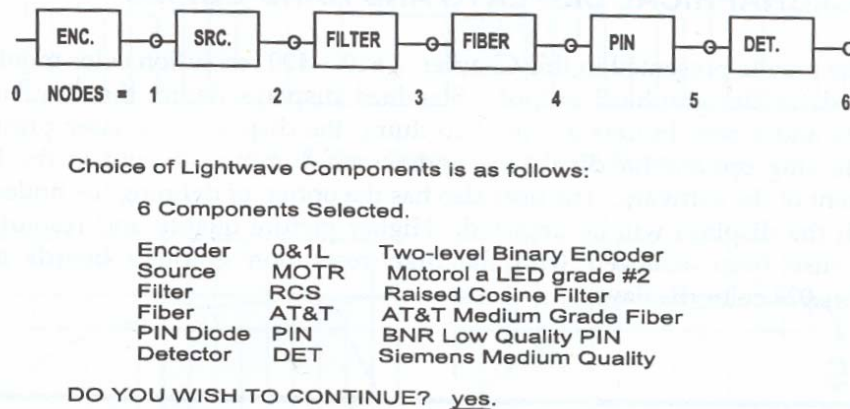 ENC. SRC. FILTER FIBER PIN DET.
0 NODES = 1 2 3 4 5 6
Choice of Lightwave Components is as follows:
6 Components Selected.
Encoder 0&1L Two-level Binary Encoder
Source MOTR Motorol a LED grade #2
Filter RCS Raised Cosine Filter
Fiber AT&T AT&T Medium Grade Fiber
PIN Diode PIN BNR Low Quality PIN
Detector DET Siemens Medium Quality
DO YOU WISH TO CONTINUE? yes.